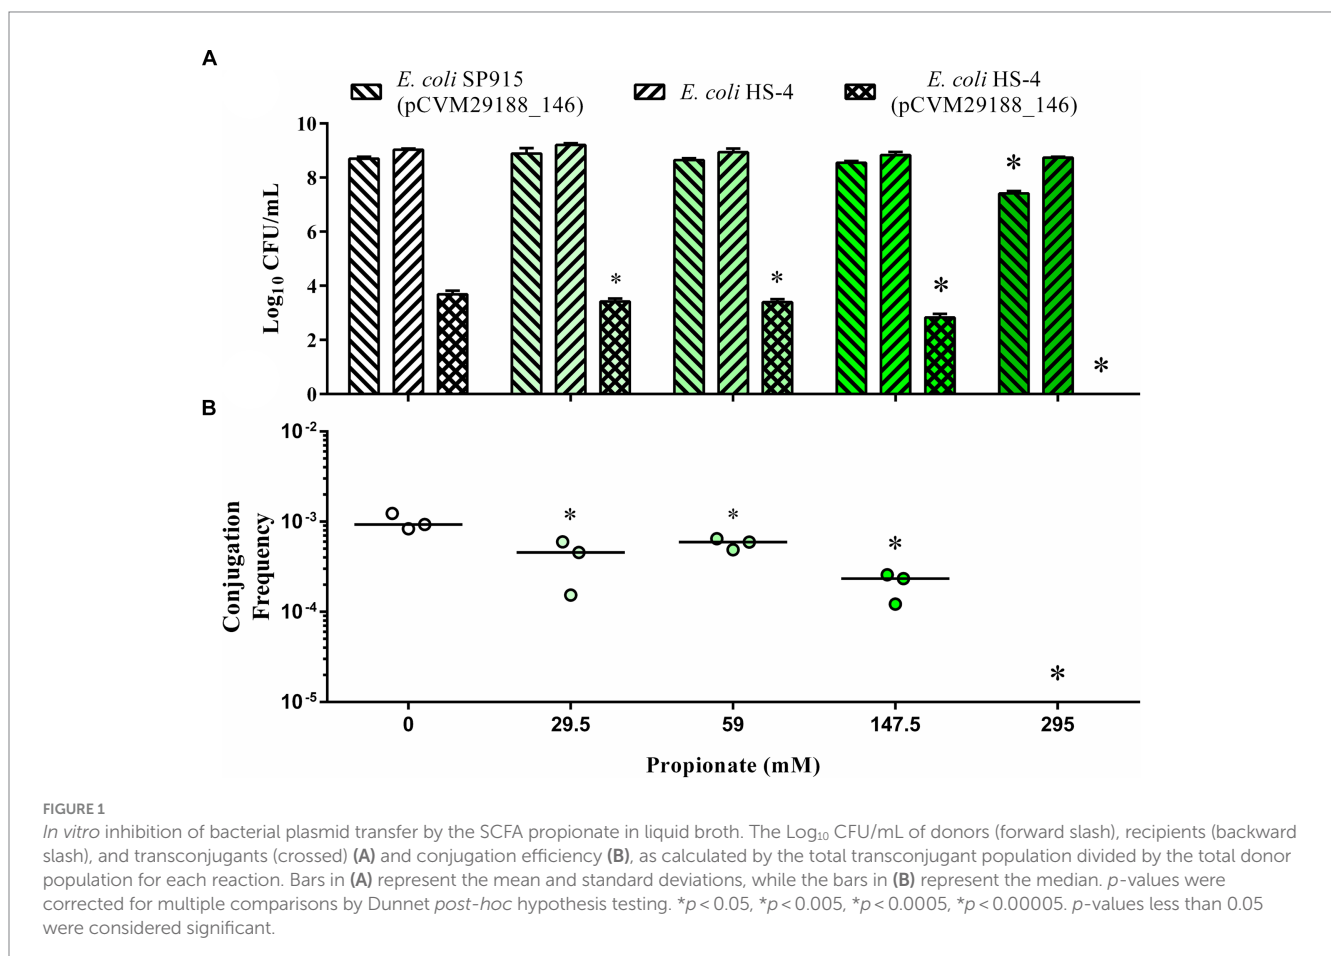 A
E. coli SP915
(pCVM29188_146)
E. coli HS-4
E. coli HS-4
(pCVM29188_146)
Log10 CFU/mL
10
8
6
4
2
0
*
*
*
*
*
B
Conjugation
Frequency
10-2
10-3
10-4
10-5
*
*
*
*
0
29.5
59
147.5
295
Propionate (mM)
FIGURE 1
In vitro inhibition of bacterial plasmid transfer by the SCFA propionate in liquid broth. The Log10 CFU/mL of donors (forward slash), recipients (backward
slash), and transconjugants (crossed) (A) and conjugation efficiency (B), as calculated by the total transconjugant population divided by the total donor
population for each reaction. Bars in (A) represent the mean and standard deviations, while the bars in (B) represent the median. p-values were
corrected for multiple comparisons by Dunnet post-hoc hypothesis testing. *p < 0.05, *p < 0.005, *p < 0.0005, *p < 0.00005. p-values less than 0.05
were considered significant.